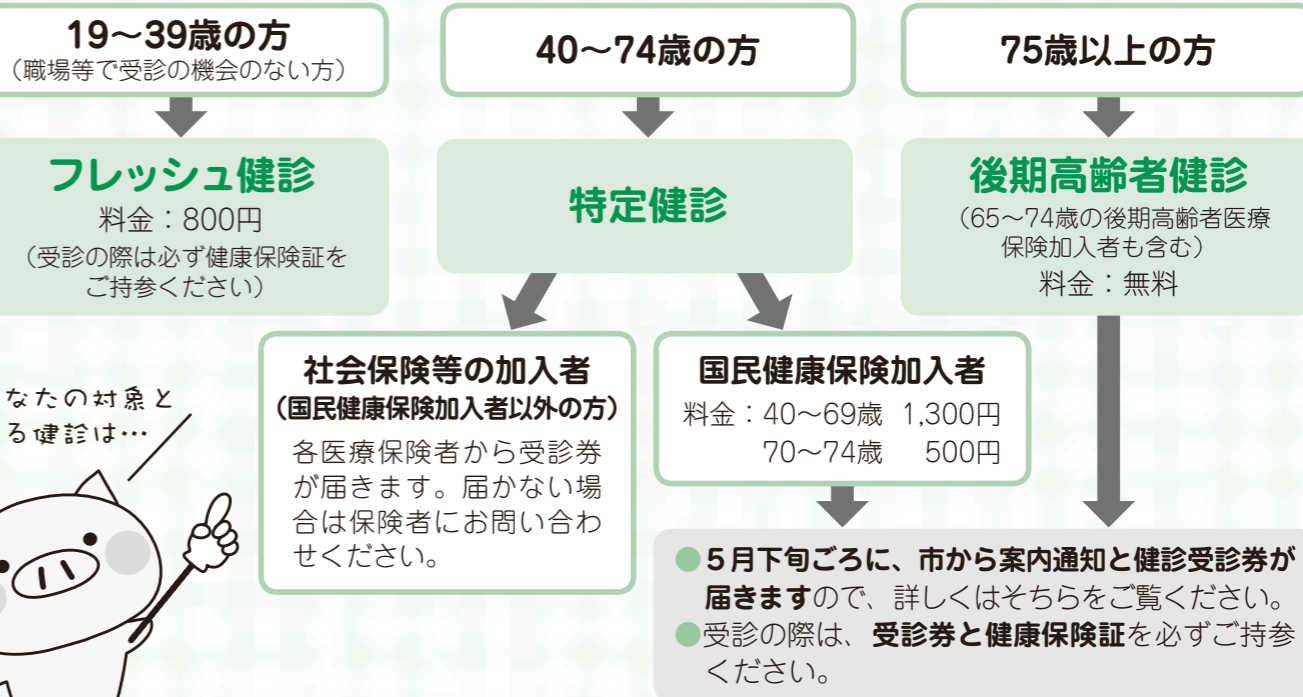 19～39歳の方
（職場等で受診の機会のない方）
フレッシュ健診
料金：800円
（受診の際は必ず健康保険証を
ご持参ください）
40～74歳の方
特定健診
社会保険等の加入者
（国民健康保険加入者以外の方）
各医療保険者から受診券
が届きます。届かない場
合は保険者にお問い合わ
せください。
国民健康保険加入者
料金：40～69歳 1,300円
70～74歳 500円
75歳以上の方
後期高齢者健診
（65～74歳の後期高齢者医療
保険加入者も含む）
料金：無料
●5月下旬ごろに、市から案内通知と健診受診券が
届きますので、詳しくはそちらをご覧ください。
●受診の際は、受診券と健康保険証を必ずご持参
ください。
なたの対象と
る健診は…